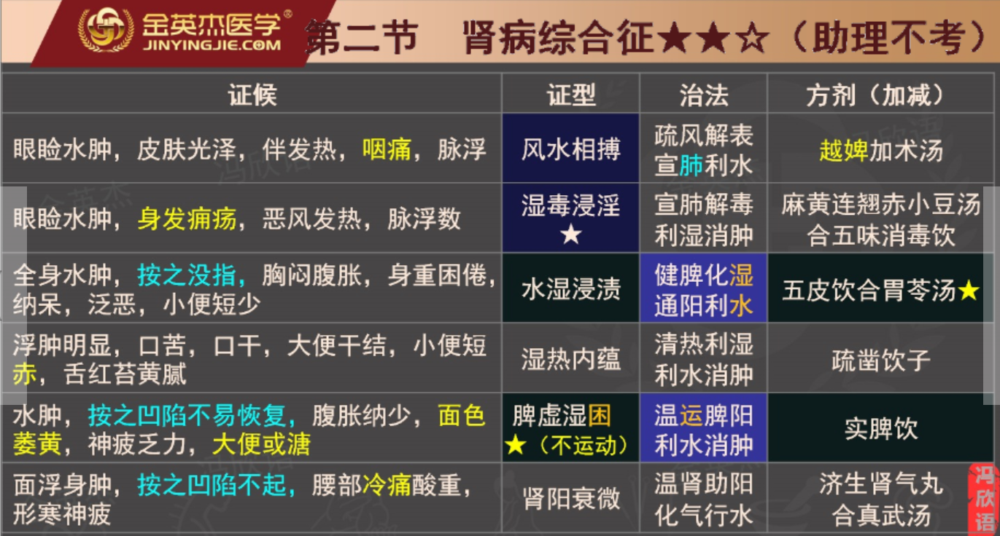 金英杰医学®
JINYINGJIE.COM
第二节 肾病综合征★★☆（助理不考）
证候 证型 治法 方剂（加减）
眼睑水肿，皮肤光泽，伴发热，咽痛，脉浮
风水相搏
疏风解表
宣肺利水
越婢加术汤
眼睑水肿，身发痈疡，恶风发热，脉浮数
湿毒浸淫
★
宣肺解毒
利湿消肿
麻黄连翘赤小豆汤
合五味消毒饮
全身水肿，按之没指，胸闷腹胀，身重困倦，
纳呆，泛恶，小便短少
水湿浸渍
健脾化湿
通阳利水
五皮饮合胃苓汤★
浮肿明显，口苦，口干，大便干结，小便短
赤，舌红苔黄腻
湿热内蕴
清热利湿
利水消肿
疏凿饮子
水肿，按之凹陷不易恢复，腹胀纳少，面色
萎黄，神疲乏力，大便或溏
脾虚湿困
★（不运动）
温运脾阳
利水消肿
实脾饮
面浮身肿，按之凹陷不起，腰部冷痛酸重，
形寒神疲
肾阳衰微
温肾助阳
化气行水
济生肾气丸
合真武汤
冯欣语